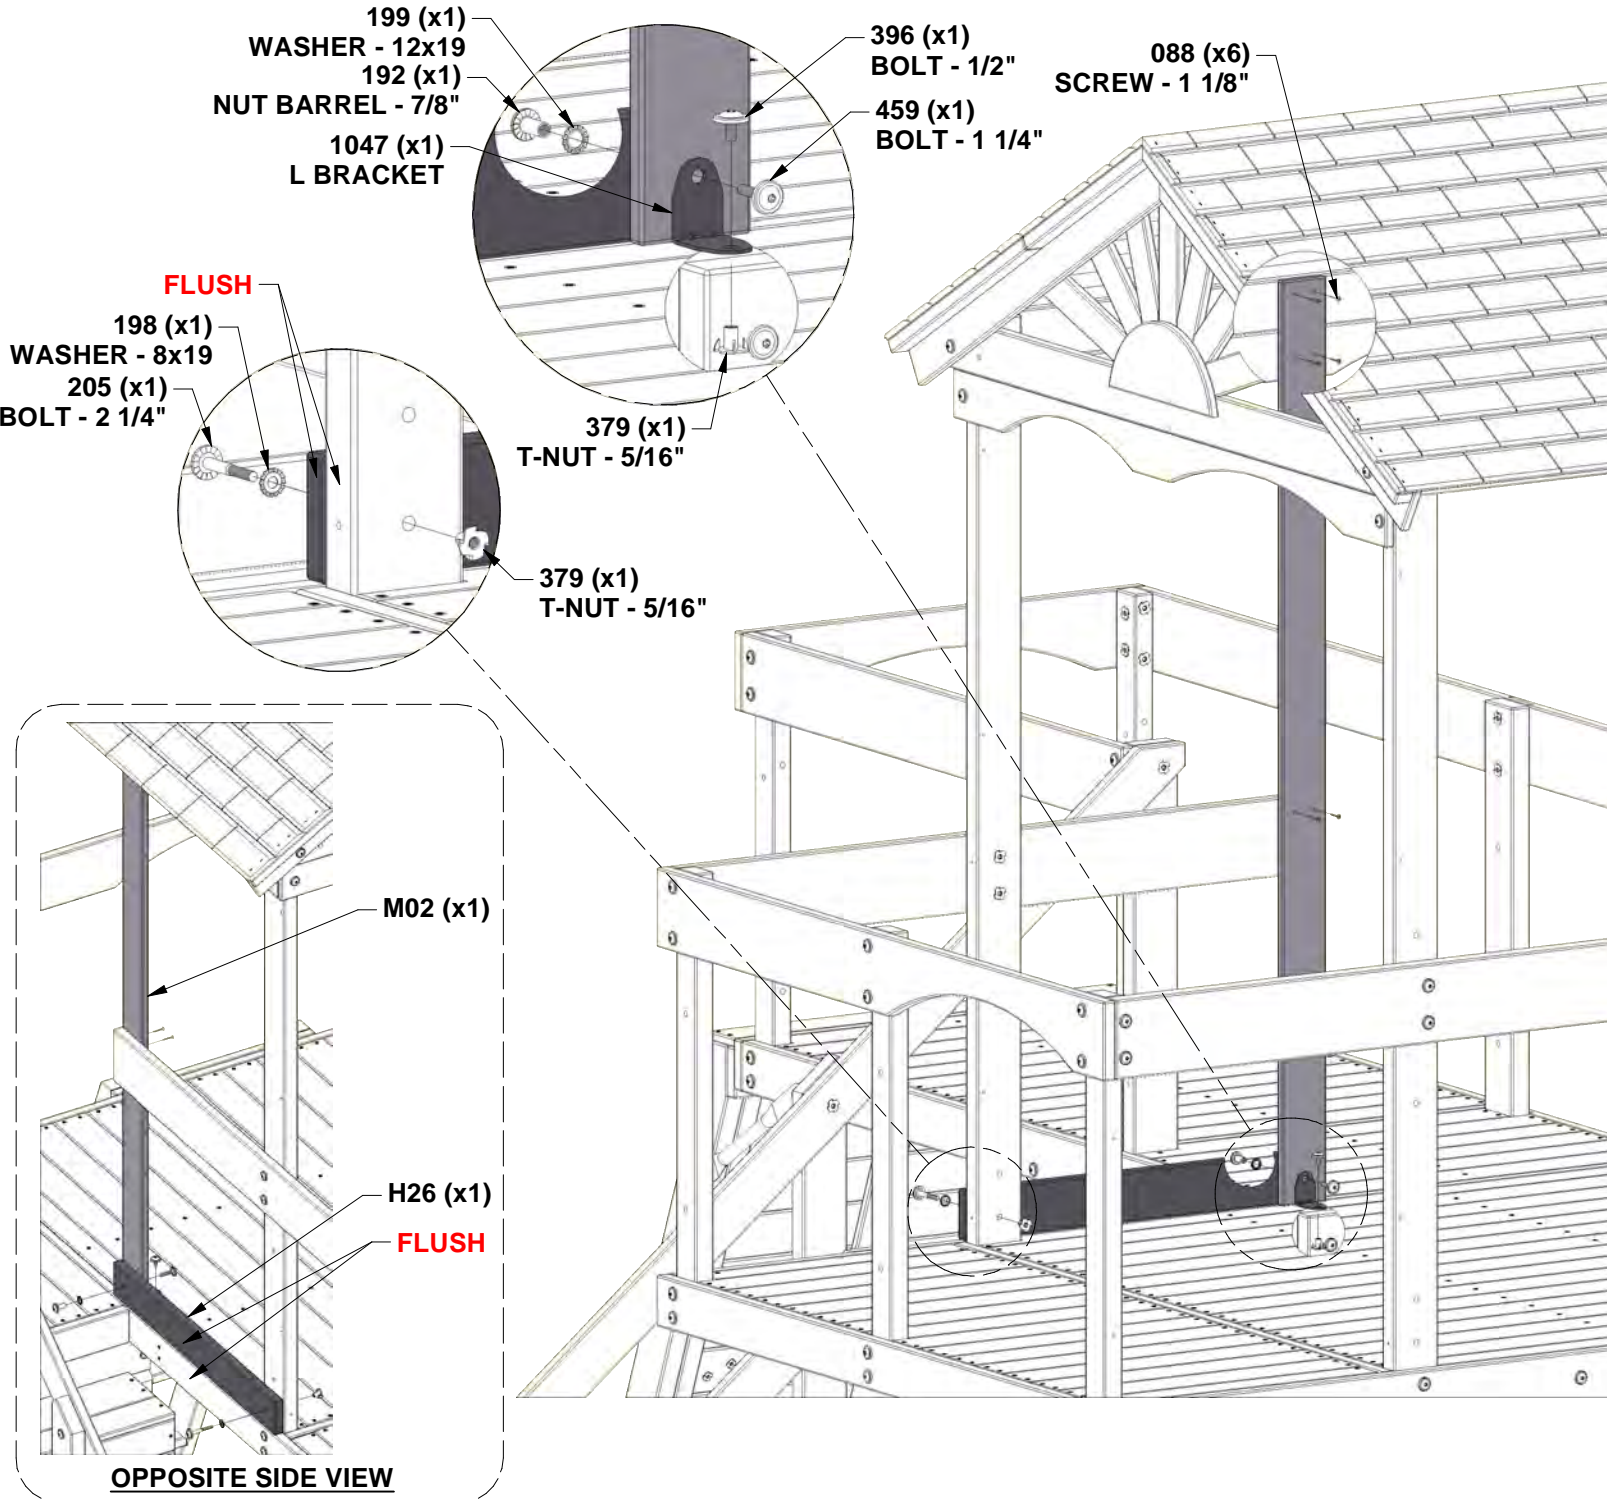 199 (x1)
WASHER - 12x19
192 (x1)
NUT BARREL - 7/8"
1047 (x1)
L BRACKET
396 (x1)
BOLT - 1/2"
459 (x1)
BOLT - 1 1/4"
088 (x6)
SCREW - 1 1/8"
FLUSH
198 (x1)
WASHER - 8x19
205 (x1)
BOLT - 2 1/4"
379 (x1)
T-NUT - 5/16"
379 (x1)
T-NUT - 5/16"
M02 (x1)
H26 (x1)
FLUSH
OPPOSITE SIDE VIEW